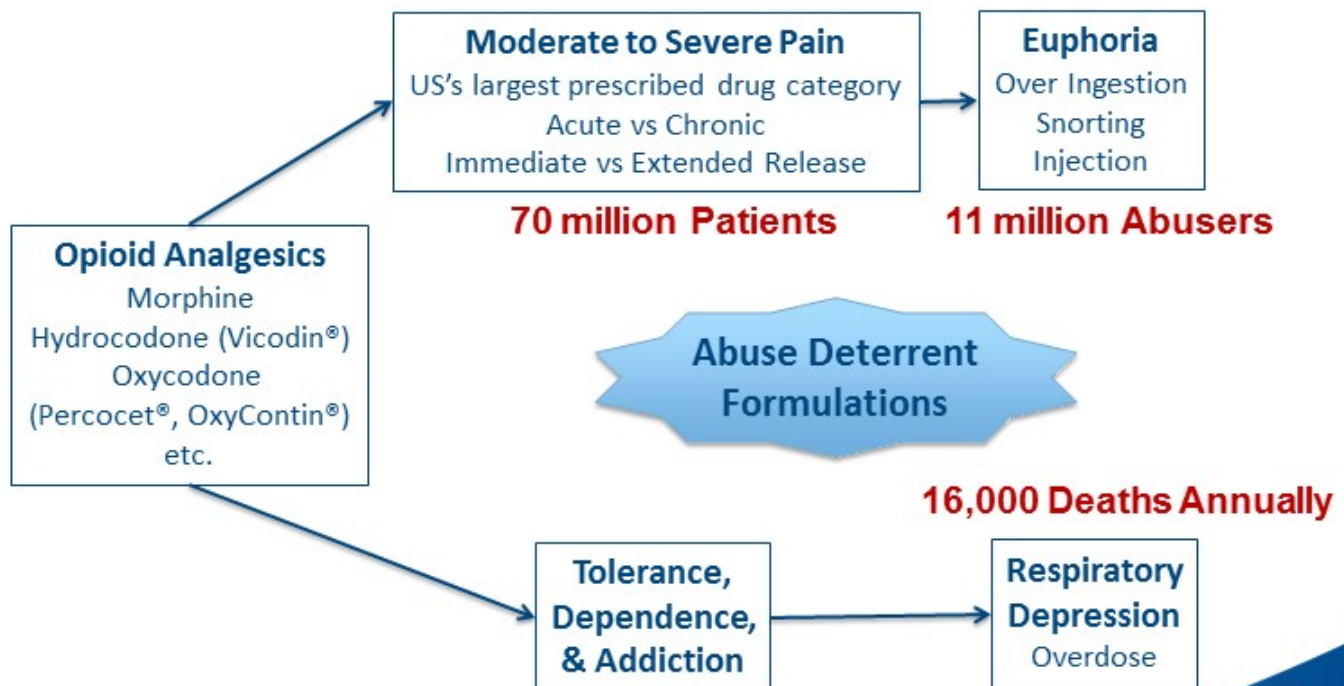 Moderate to Severe Pain
US's largest prescribed drug category
Acute vs Chronic
Immediate vs Extended Release
Euphoria
Over Ingestion
Snorting
Injection
70 million Patients
11 million Abusers
Opioid Analgesics
Morphine
Hydrocodone (Vicodin®)
Oxycodone
(Percocet®, OxyContin®)
etc.
Abuse Deterrent
Formulations
16,000 Deaths Annually
Tolerance,
Dependence,
& Addiction
Respiratory
Depression
Overdose